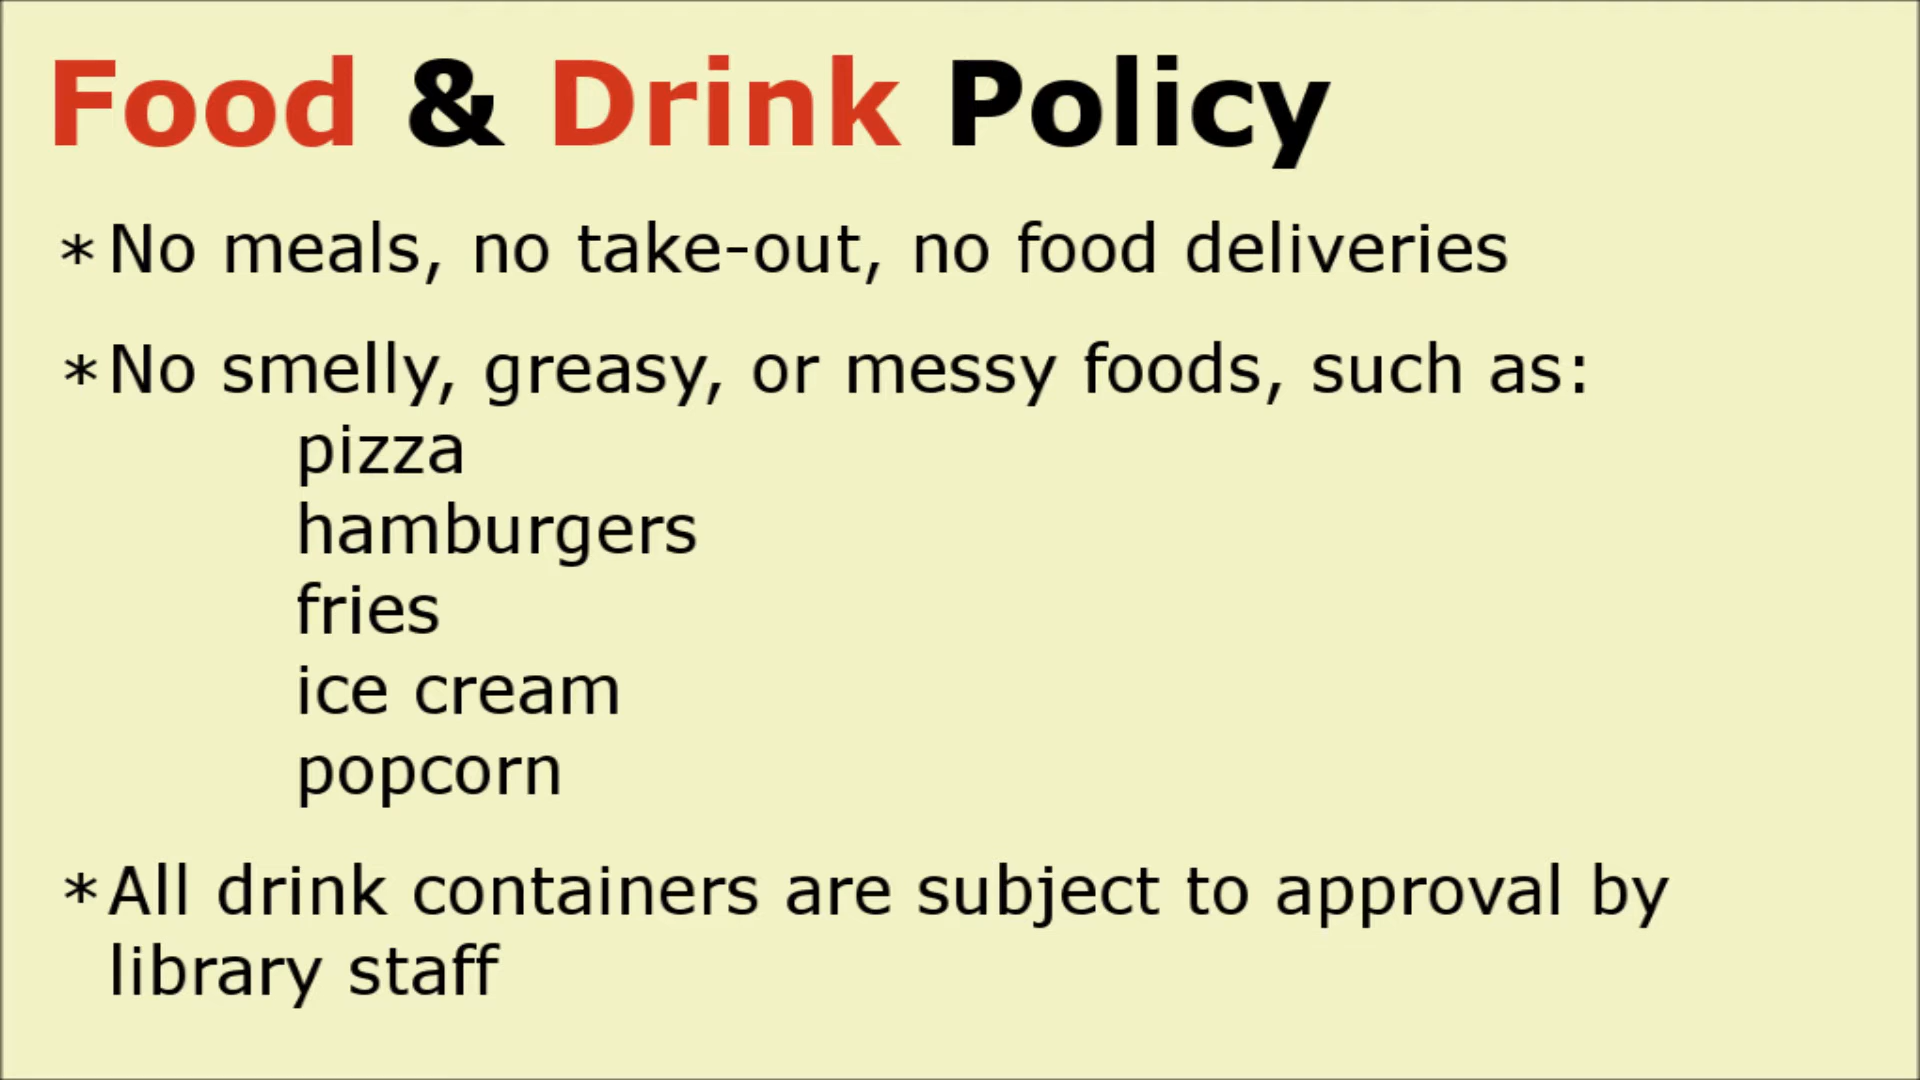 Food & Drink Policy
*No meals, no take-out, no food deliveries
*No smelly, greasy, or messy foods, such as:
pizza
hamburgers
fries
ice cream
popcorn
*All drink containers are subject to approval by
library staff